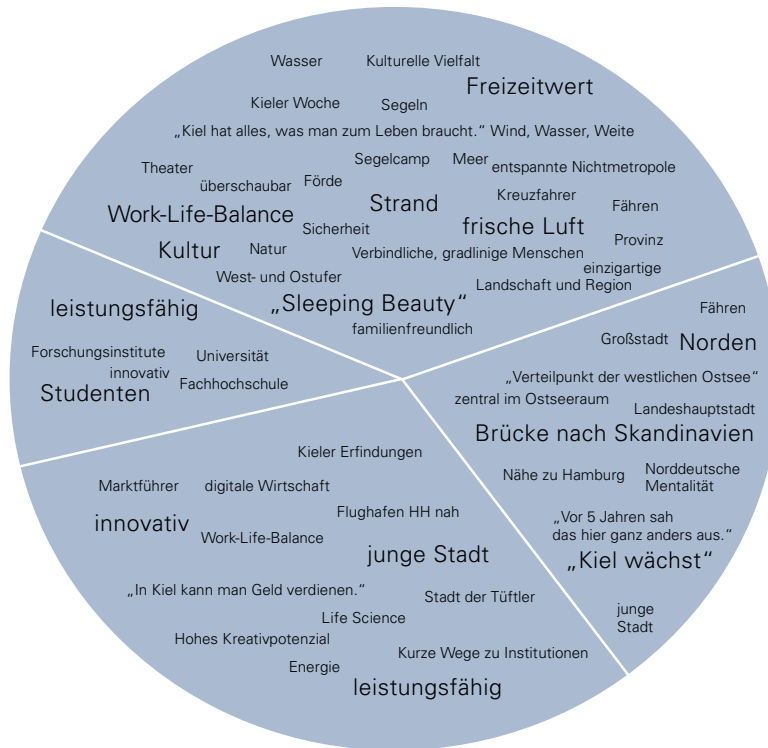 Wasser
Kulturelle Vielfalt
Freizeitwert
Kieler Woche
Segeln
„Kiel hat alles, was man zum Leben braucht.“ Wind, Wasser, Weite
Segelcamp
Meer
Theater
entspannte Nichtmetropole
überschaubar
Förde
Strand
Kreuzfahrer
Fähren
Work-Life-Balance
Sicherheit
frische Luft
Kultur
Natur
Verbindliche, gradlinige Menschen
Provinz
West- und Ostufer
einzigartige
Landschaft und Region
„Sleeping Beauty“
familienfreundlich
leistungsfähig
Forschungsinstitute
Universität
innovativ
Studenten
Fachhochschule
Fähren
Großstadt
Norden
„Verteilpunkt der westlichen Ostsee“
zentral im Ostseeraum
Landeshauptstadt
Brücke nach Skandinavien
Nähe zu Hamburg
Norddeutsche
Mentalität
„Vor 5 Jahren sah
das hier ganz anders aus.“
„Kiel wächst“
junge
Stadt
Kieler Erfindungen
Marktführer
digitale Wirtschaft
innovativ
Flughafen HH nah
Work-Life-Balance
junge Stadt
„In Kiel kann man Geld verdienen.“
Stadt der Tüftler
Life Science
Hohes Kreativpotenzial
Energie
Kurze Wege zu Institutionen
leistungsfähig